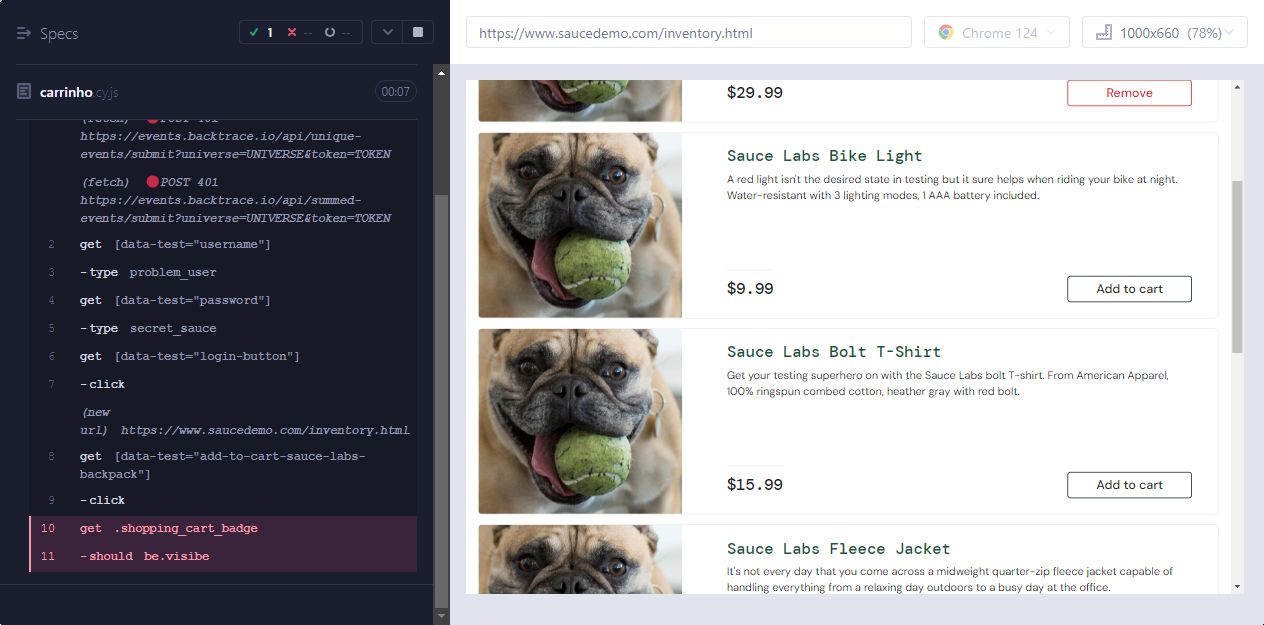 Specs
1
--
--
https://www.saucedemo.com/inventory.html
Chrome 124
1000x660 (78%)
carrinho.cy.js
00:07
(fetch) POST 401
https://events.backtrace.io/api/unique-
events/submit?universe=UNIVERSE&token=TOKEN
(fetch) POST 401
https://events.backtrace.io/api/summed-
events/submit?universe=UNIVERSE&token=TOKEN
2 get [data-test="username"]
3 -type problem_user
4 get [data-test="password"]
5 -type secret_sauce
6 get [data-test="login-button"]
7 -click
(new
url) https://www.saucedemo.com/inventory.html
8 get [data-test="add-to-cart-sauce-labs-
backpack"]
9 -click
10 get .shopping_cart_badge
11 -should be.visibe
$29.99
Remove
Sauce Labs Bike Light
A red light isn't the desired state in testing but it sure helps when riding your bike at night.
Water-resistant with 3 lighting modes, 1 AAA battery included.
$9.99
Add to cart
Sauce Labs Bolt T-Shirt
Get your testing superhero on with the Sauce Labs bolt T-shirt. From American Apparel,
100% ringspun combed cotton, heather gray with red bolt.
$15.99
Add to cart
Sauce Labs Fleece Jacket
It's not every day that you come across a midweight quarter-zip fleece jacket capable of
handling everything from a relaxing day outdoors to a busy day at the office.